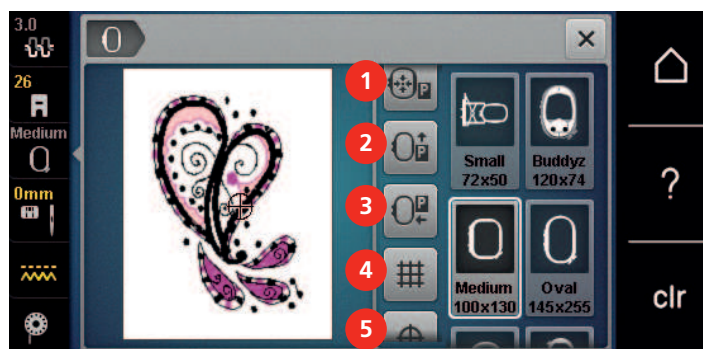 3.0
26
Medium
0mm
1
P
2
P
3
P
4
5
Small
72x50
Buddyz
120x74
Medium
100x130
Oval
145x255
?
clr